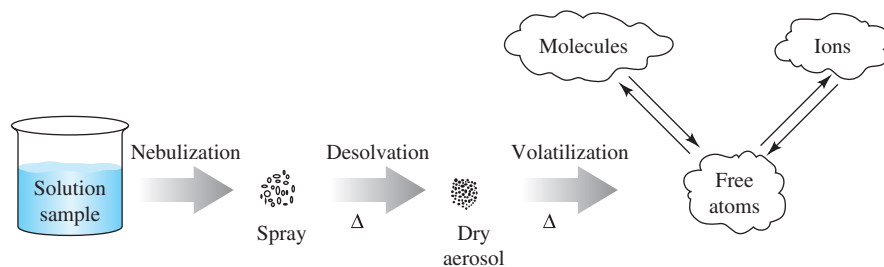 Molecules
Ions
Nebulization
Desolvation
Volatilization
Solution
sample
Free
atoms
Δ
Δ
Spray
Dry
aerosol